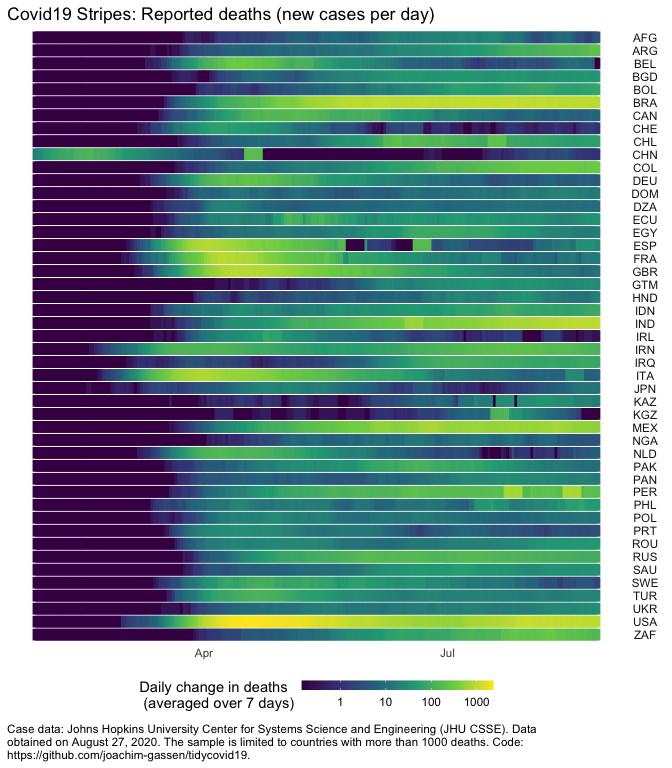 Covid19 Stripes: Reported deaths (new cases per day)
AFG
ARG
BEL
BGD
BOL
BRA
CAN
CHE
CHL
CHN
COL
DEU
DOM
DZA
ECU
EGY
ESP
FRA
GBR
GTM
HND
IDN
IND
IRL
IRN
IRQ
ITA
JPN
KAZ
KGZ
MEX
NGA
NLD
PAK
PAN
PER
PHL
POL
PRT
ROU
RUS
SAU
SWE
TUR
UKR
USA
ZAF
Apr Jul
Daily change in deaths
(averaged over 7 days)
1 10 100 1000
Case data: Johns Hopkins University Center for Systems Science and Engineering (JHU CSSE). Data
obtained on August 27, 2020. The sample is limited to countries with more than 1000 deaths. Code:
https://github.com/joachim-gassen/tidycovid19.